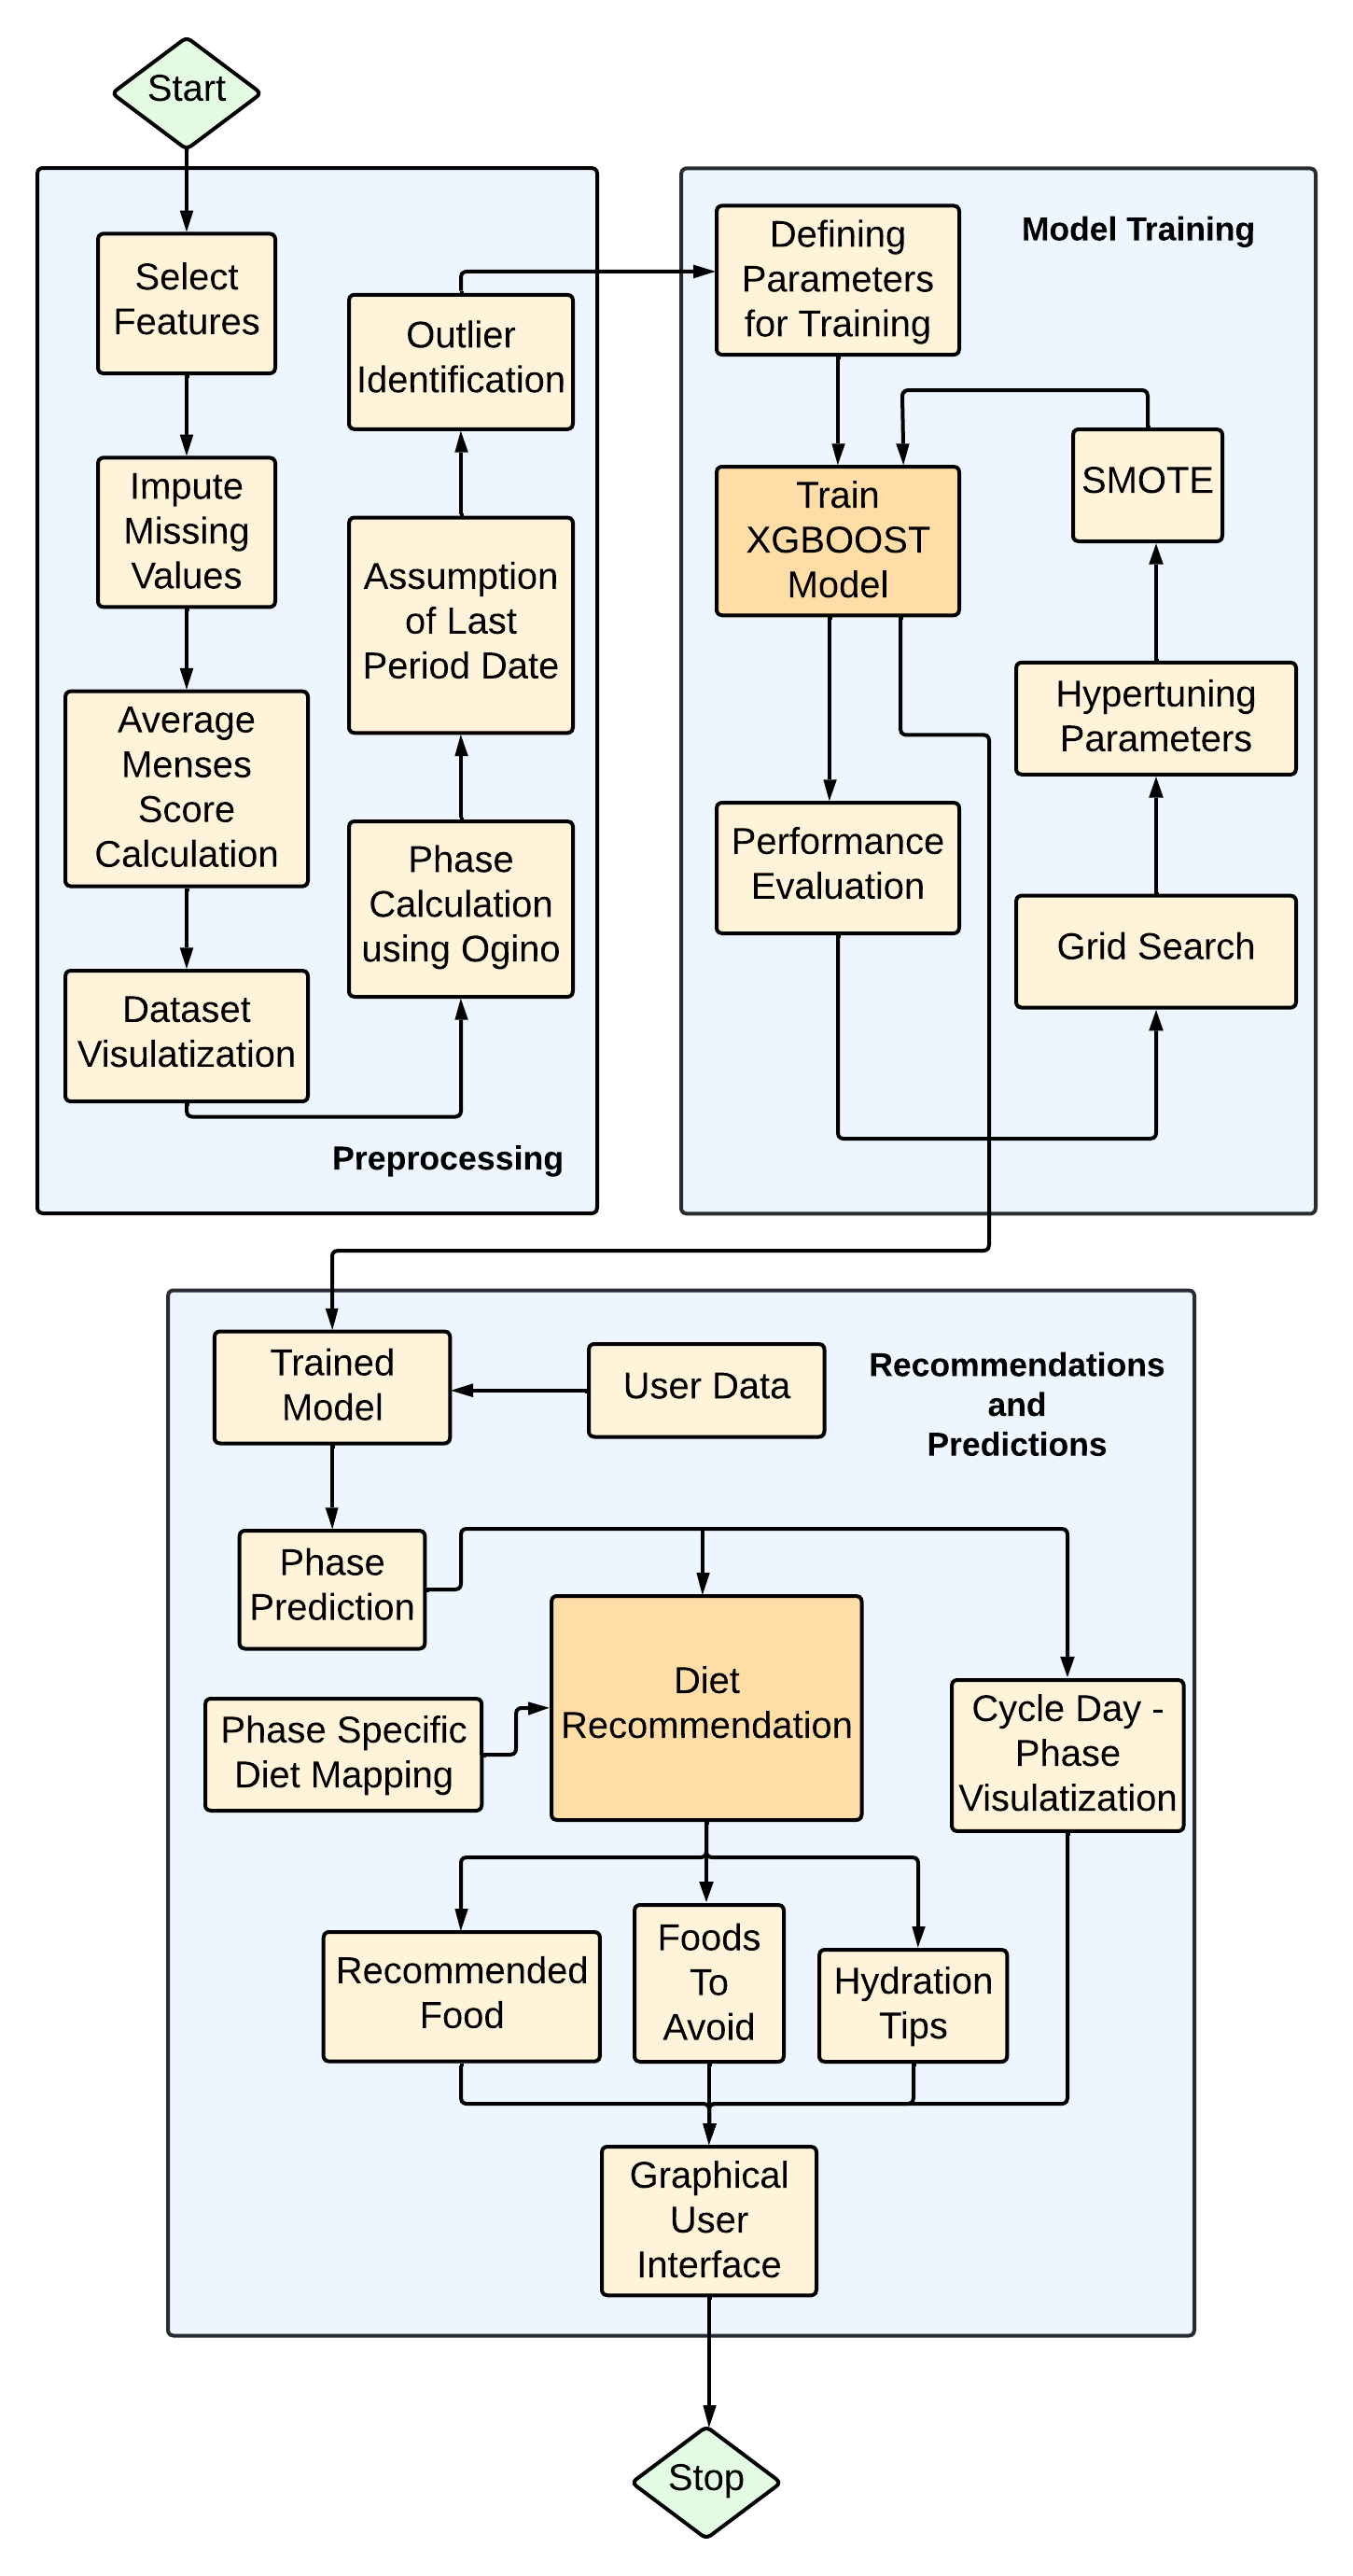 Start
Select
Features
Impute
Missing
Values
Average
Menses
Score
Calculation
Dataset
Visulatization
Phase
Calculation
using Ogino
Assumption
of Last
Period Date
Outlier
Identification
Preprocessing
Model Training
Defining
Parameters
for Training
Train
XGBOOST
Model
Performance
Evaluation
Grid Search
Hypertuning
Parameters
SMOTE
Recommendations
and
Predictions
Trained
Model
User Data
Phase
Prediction
Phase Specific
Diet Mapping
Diet
Recommendation
Cycle Day -
Phase
Visulatization
Recommended
Food
Foods
To
Avoid
Hydration
Tips
Graphical
User
Interface
Stop